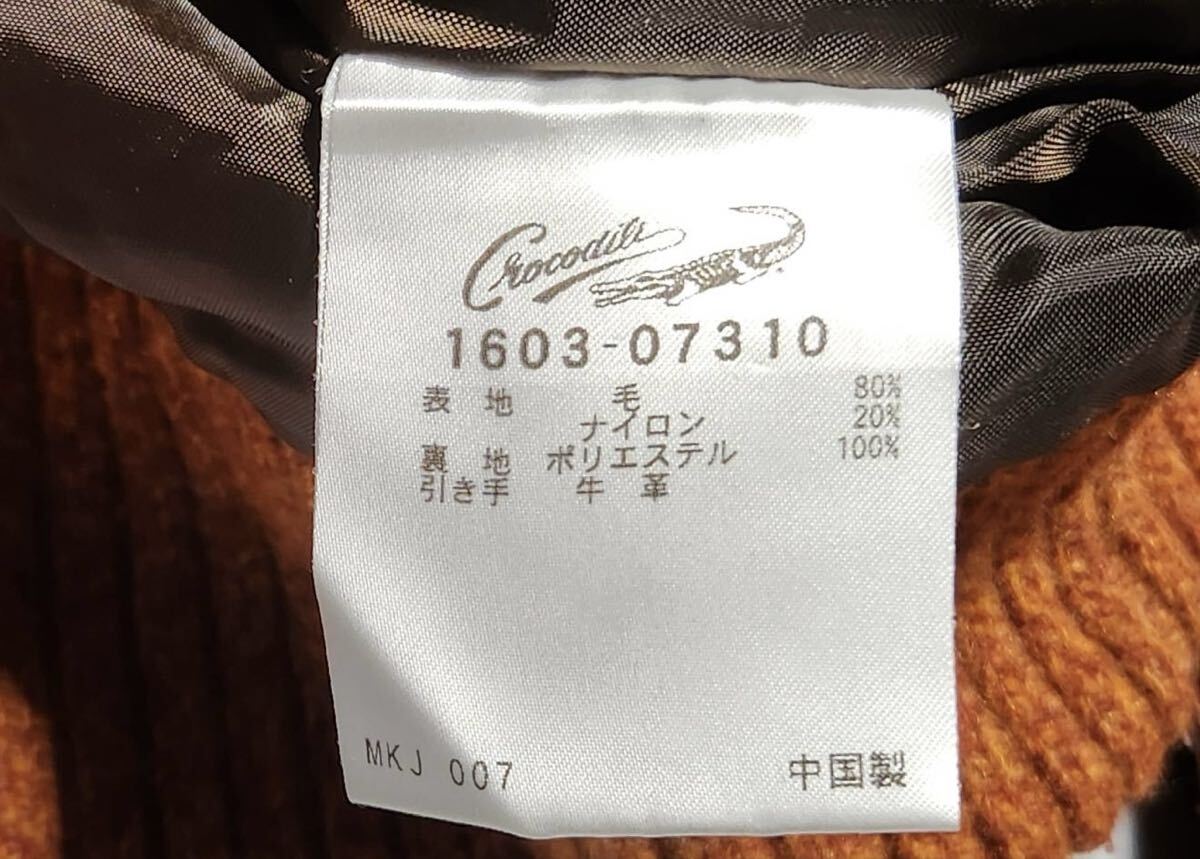 Crocodile
1603-07310
表 地 毛 80%
ナイロン 20%
裏 地 ポリエステル 100%
引き手 牛 革
MKJ 007 中国製